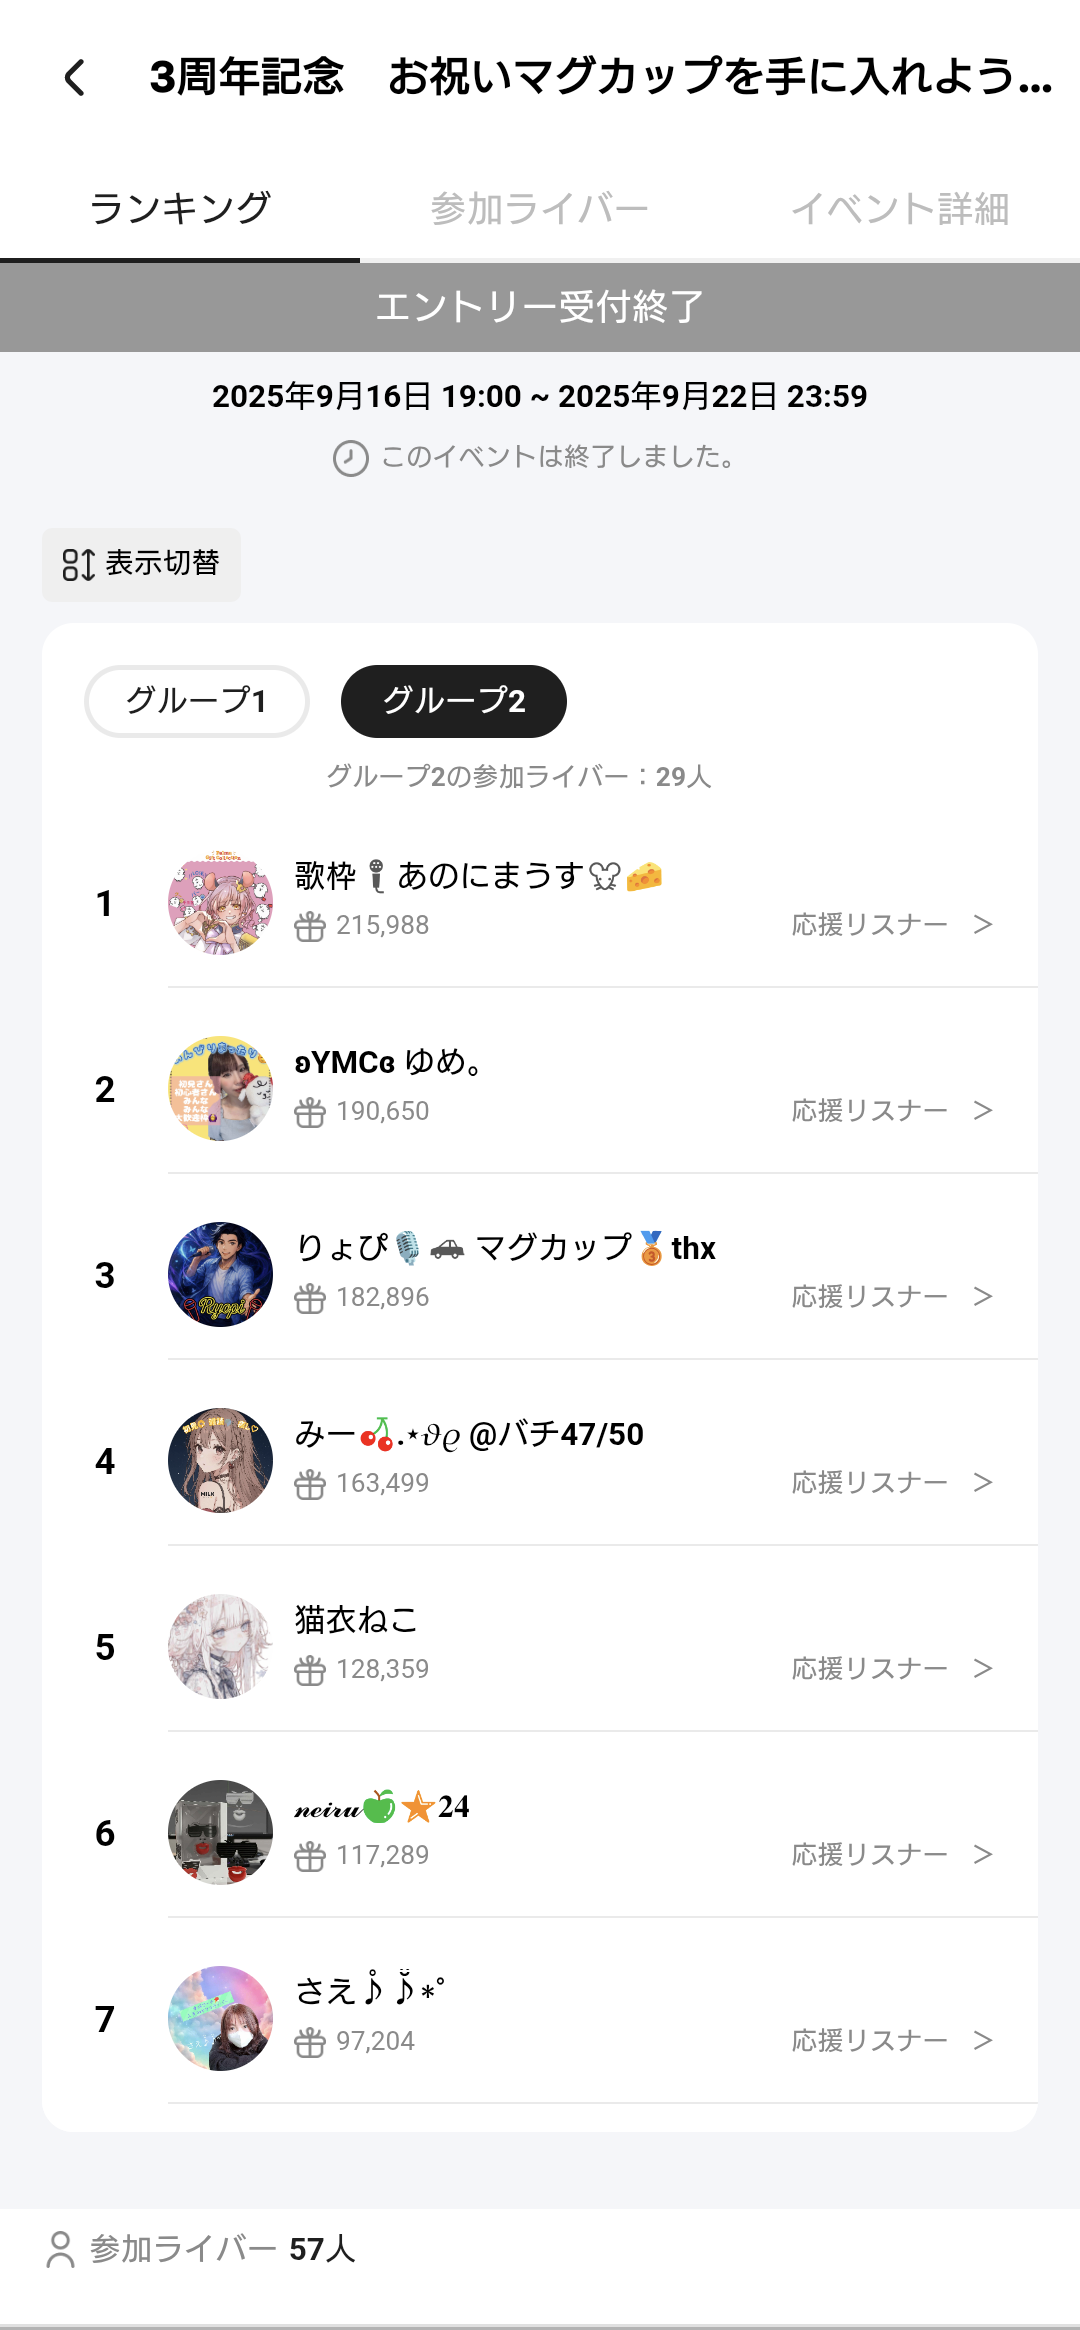 3周年記念　お祝いマグカップを手に入れよう...
ランキング
参加ライバー
イベント詳細
エントリー受付終了
2025年9月16日 19:00 ~ 2025年9月22日 23:59
このイベントは終了しました。
表示切替
グループ1
グループ2
グループ2の参加ライバー：29人
1
歌枠🎤あのにまうす🐭🧀
215,988
応援リスナー >
2
ʚYMCɞ ゆめ。
190,650
応援リスナー >
3
りょぴ🎙️🚗 マグカップ🥉thx
182,896
応援リスナー >
4
みー🍒.⋆𝜗𝜚 @バチ47/50
163,499
応援リスナー >
5
猫衣ねこ
128,359
応援リスナー >
6
𝓷𝓮𝓲𝓻𝓾🍏⭐𝟐𝟒
117,289
応援リスナー >
7
さえ♪̊̈♪̆̈*˚
97,204
応援リスナー >
参加ライバー 57人